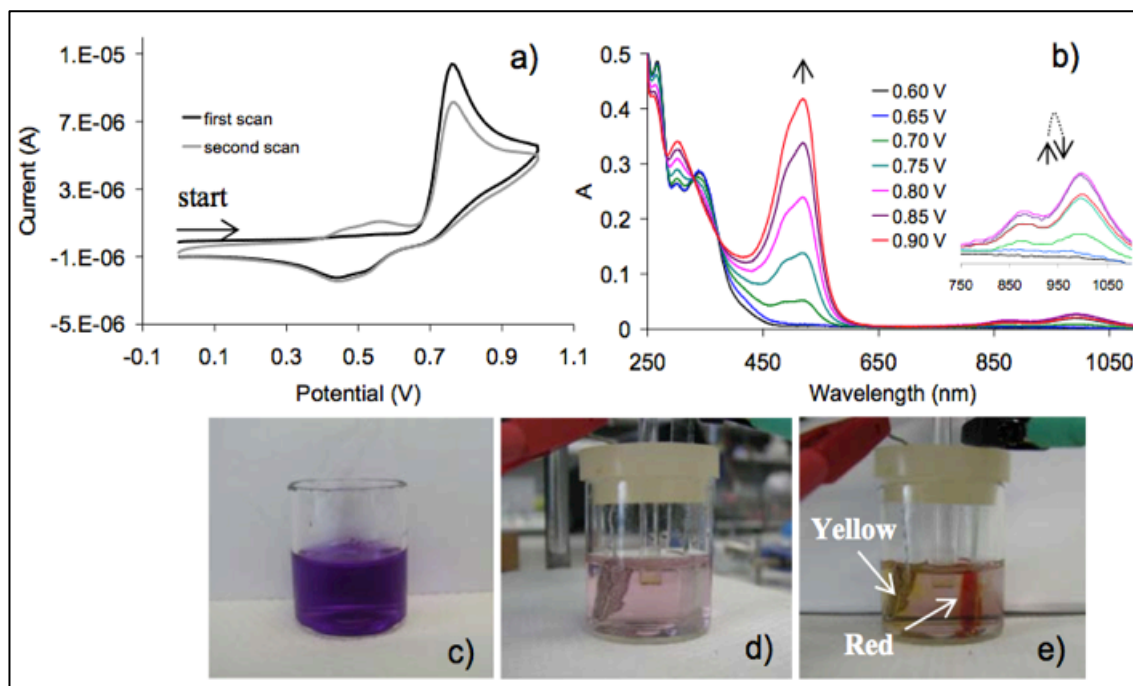 a)
1.E-05
7.E-06
3.E-06
-1.E-06
-5.E-06
Current (A)
first scan
second scan
start
-0.1 0.1 0.3 0.5 0.7 0.9 1.1
Potential (V)
b)
0.5
0.4
0.3
0.2
0.1
0
A
0.60 V
0.65 V
0.70 V
0.75 V
0.80 V
0.85 V
0.90 V
750 850 950 1050
250 450 650 850 1050
Wavelength (nm)
c)
d)
Yellow
Red
e)